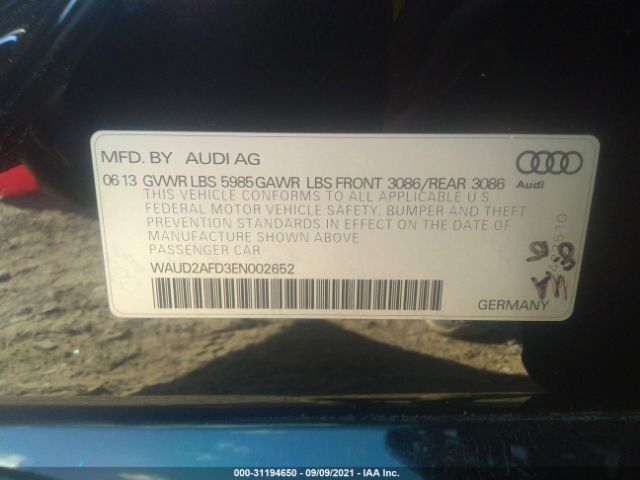 MFD. BY AUDI AG
06 13 GVWR LBS 5985 GAWR LBS FRONT 3086/REAR 3086
Audi
THIS VEHICLE CONFORMS TO ALL APPLICABLE U S
FEDERAL MOTOR VEHICLE SAFETY, BUMPER AND THEFT
PREVENTION STANDARDS IN EFFECT ON THE DATE OF
MANUFACTURE SHOWN ABOVE
PASSENGER CAR
WAUD2AFD3EN002652
GERMANY
000-31194650 - 09/09/2021 - IAA Inc.